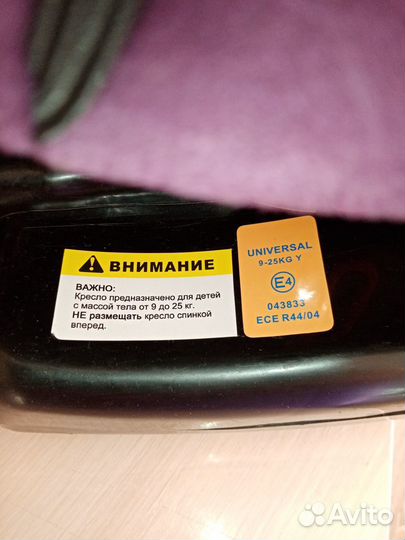 ВНИМАНИЕ
ВАЖНО:
Кресло предназначено для детей
с массой тела от 9 до 25 кг.
НЕ размещать кресло спинкой
вперед.
UNIVERSAL
9-25KG Y
E4
043833
ECE R44/04
Avito